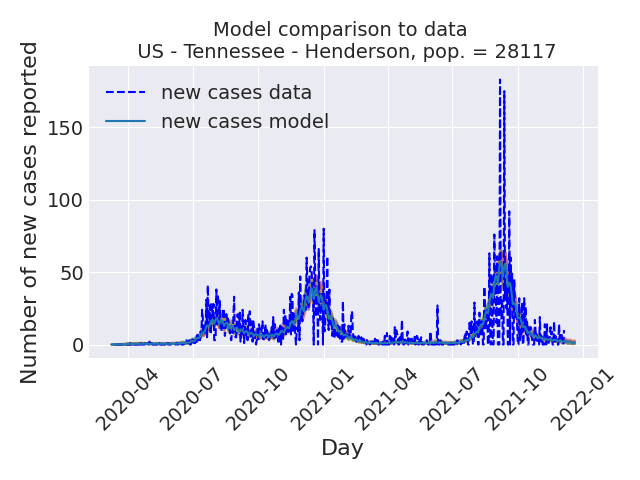 Model comparison to data
US - Tennessee - Henderson, pop. = 28117
Number of new cases reported
new cases data
new cases model
150
100
50
0
2020-04
2020-07
2020-10
2021-01
2021-04
2021-07
2021-10
2022-01
Day